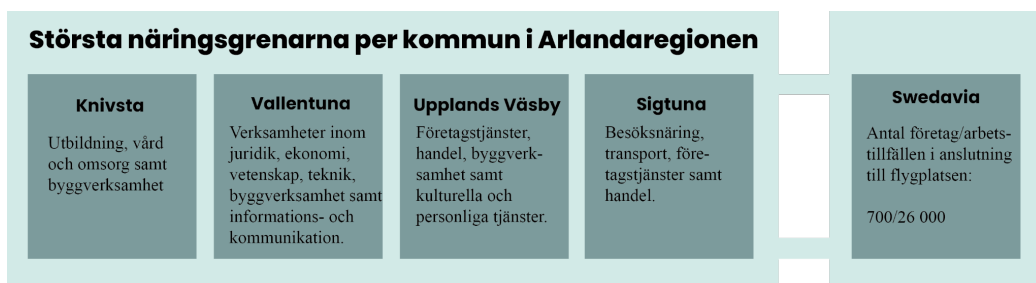 Största näringsgrenarna per kommun i Arlandaregionen
Knivsta
Utbildning, vård
och omsorg samt
byggverksamhet
Vallentuna
Verksamheter inom
juridik, ekonomi,
vetenskap, teknik,
byggverksamhet samt
informations- och
kommunikation.
Upplands Väsby
Företagstjänster,
handel, byggverk-
samhet samt
kulturella och
personliga tjänster.
Sigtuna
Besöksnäring,
transport, före-
tagstjänster samt
handel.
Swedavia
Antal företag/arbets-
tillfällen i anslutning
till flygplatsen:
700/26 000